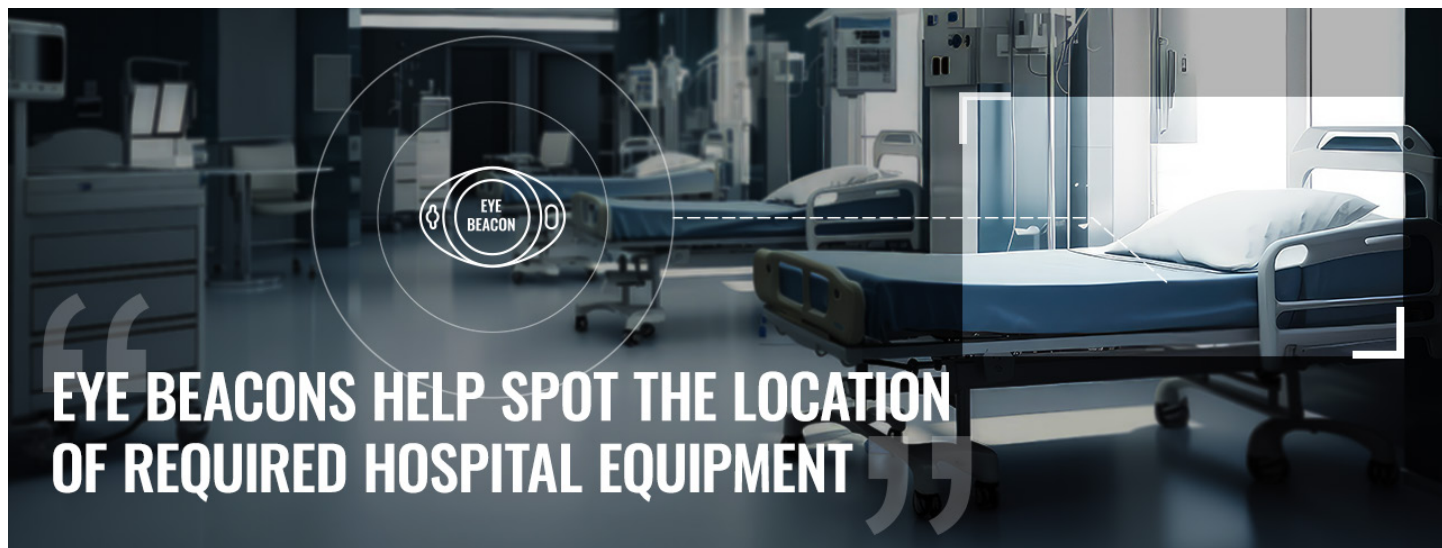 EYE
BEACON
EYE BEACONS HELP SPOT THE LOCATION
OF REQUIRED HOSPITAL EQUIPMENT